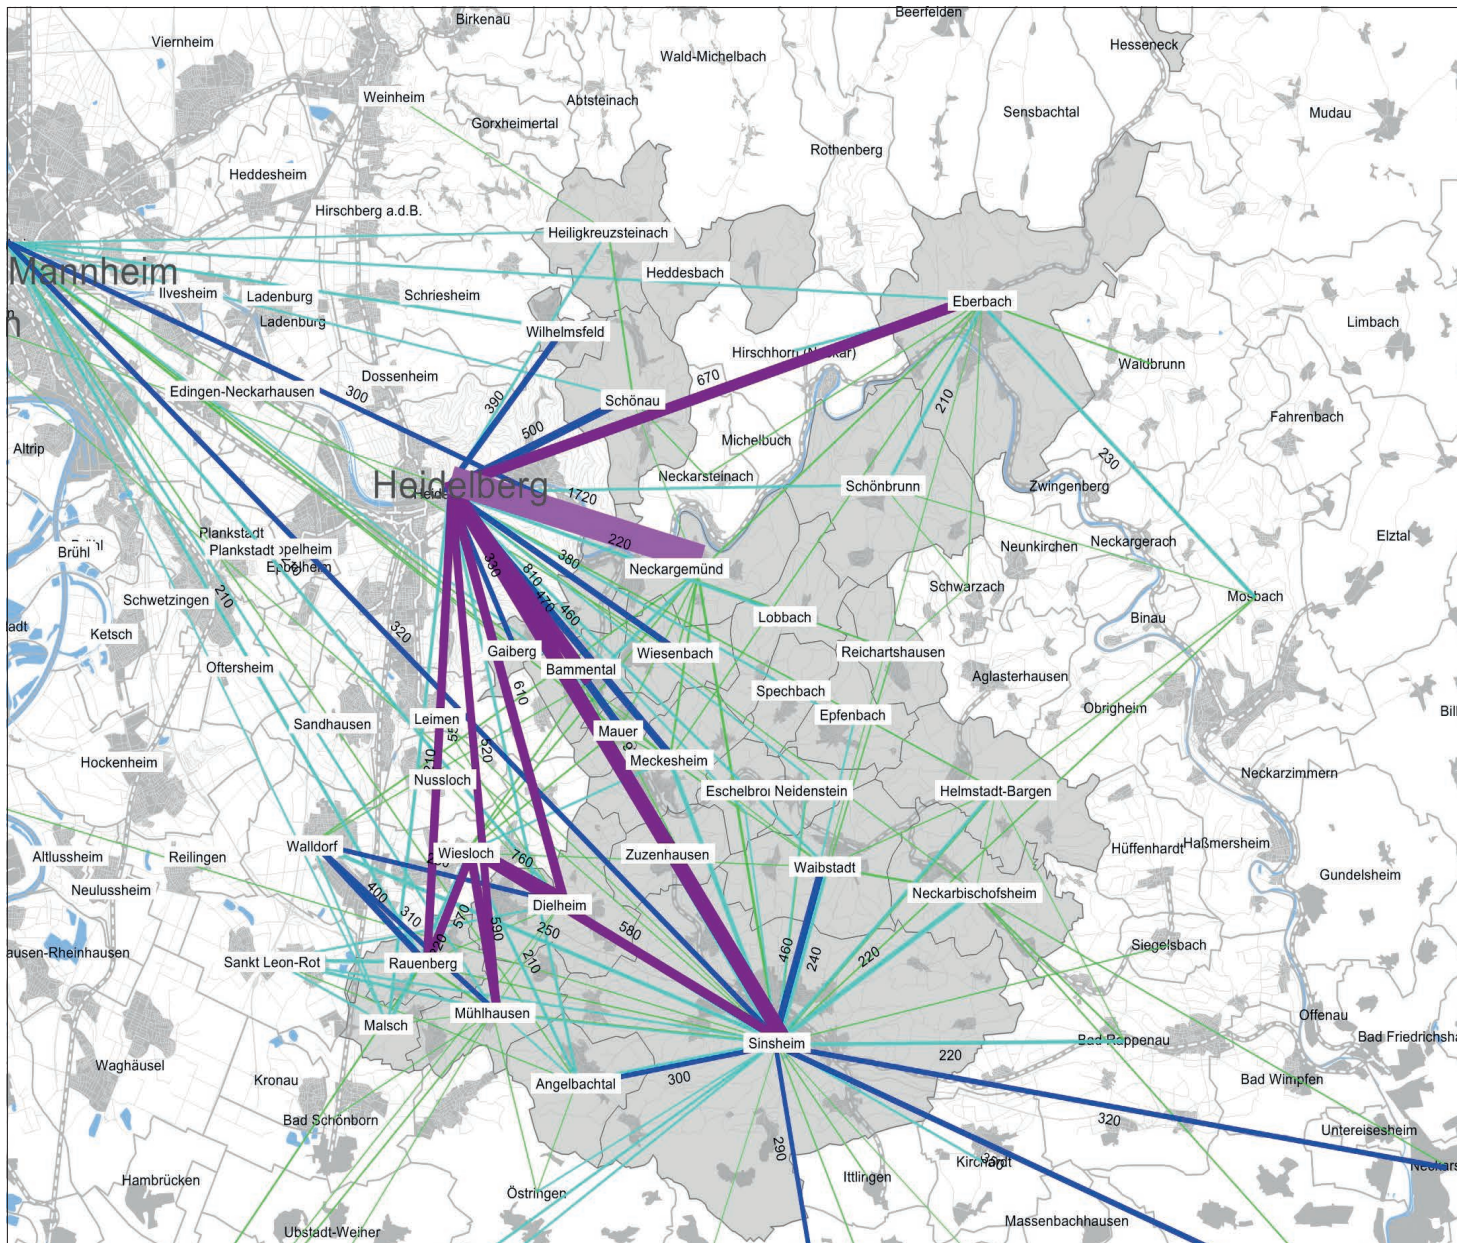 Birkenau
Beerfelden
Viernheim
Hesseneck
Wald-Michelbach
Weinheim
Abtsteinach
Gorxheimertal
Sensbachtal
Mudau
Rothenberg
Heddesheim
Hirschberg a.d.B.
Heiligkreuzsteinach
Mannheim
Heddesbach
Ilvesheim
Ladenburg
Schriesheim
Eberbach
Ladenburg
Wilhelmsfeld
Limbach
Hirschhorn (Neckar)
Waldbrunn
Dossenheim
670
Edingen-Neckarhausen
300
390
Schönau
210
Fahrenbach
500
Michelbuch
Altrip
230
Neckarsteinach
Heidelberg
1720
Schönbrunn
Zwingenberg
Plankstadt
Brühl
Plankstadt
Eppelheim
220
380
Neunkirchen
Neckargerach
Elztal
330
810
Neckargemünd
Schwarzach
Schwetzingen
210
470
460
Mosbach
Lobbach
Binau
Ketsch
320
Gaiberg
Wiesenbach
Reichartshausen
Oftersheim
Bammental
Aglasterhausen
610
Spechbach
Obrigheim
Sandhausen
Leimen
Epfenbach
Mauer
520
Hockenheim
210
Meckesheim
Neckarzimmern
Nussloch
Neidenstein
Helmstadt-Bargen
Walldorf
Haßmersheim
Altlussheim
Reilingen
Wiesloch
760
Zuzenhausen
Hüffenhardt
Waibstadt
Gundelsheim
Neulussheim
400
Dielheim
Neckarbischofsheim
310
570
590
250
580
Siegelsbach
460
240
220
Sankt Leon-Rot
Rauenberg
210
Malsch
Mühlhausen
Offenau
Sinsheim
Bad Rappenau
220
Waghäusel
Kronau
Angelbachtal
300
Bad Wimpfen
Bad Schönborn
320
Untereisesheim
290
Kirchardt
Hambrücken
Östringen
Ittlingen
Massenbachhausen
Ubstadt-Weiher